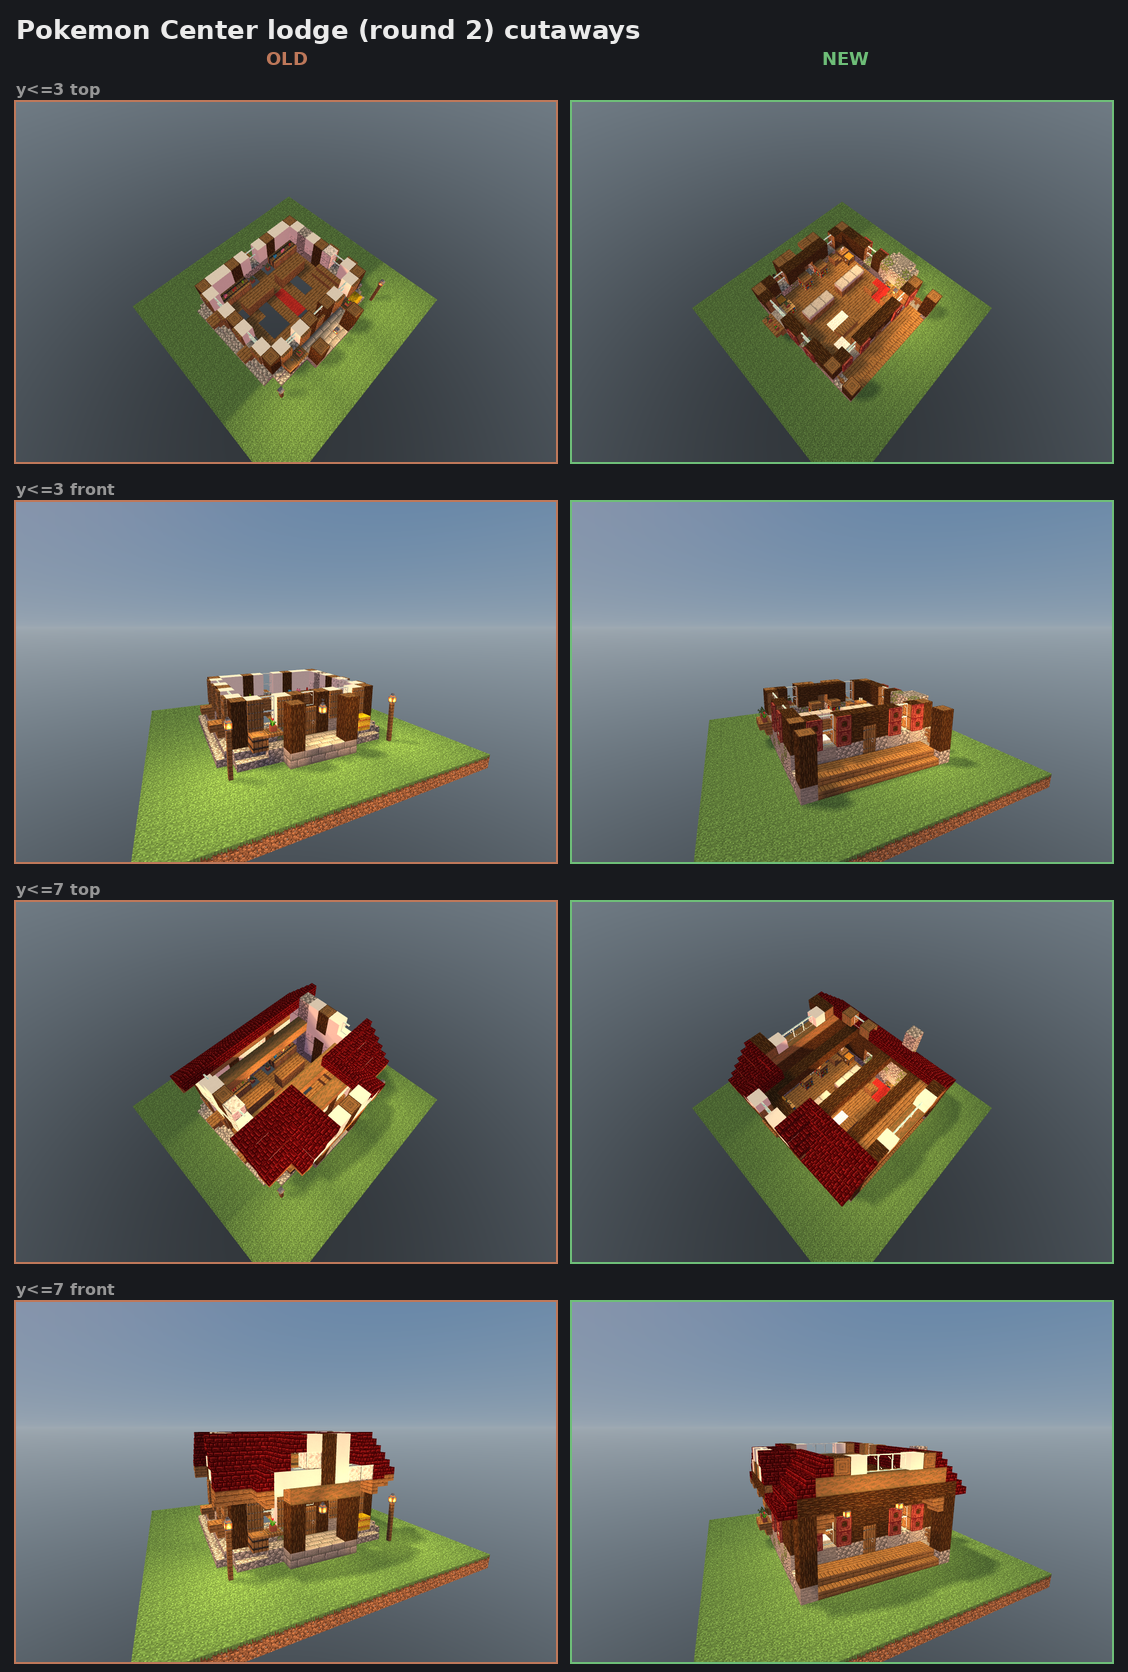 Pokemon Center lodge (round 2) cutaways
OLD
NEW
y<=3 top
y<=3 front
y<=7 top
y<=7 front